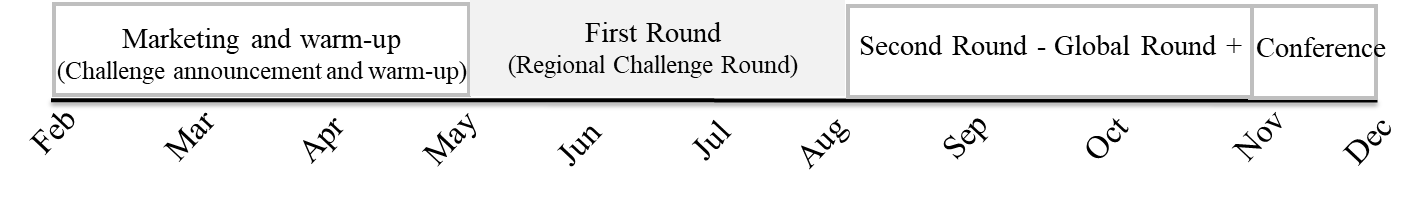 Marketing and warm-up
(Challenge announcement and warm-up)
First Round
(Regional Challenge Round)
Second Round - Global Round +
Conference
Feb
Mar
Apr
May
Jun
Jul
Aug
Sep
Oct
Nov
Dec